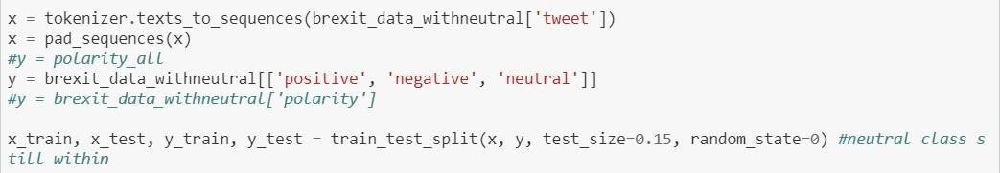 x = tokenizer.texts_to_sequences(brexit_data_withneutral['tweet'])
x = pad_sequences(x)
#y = polarity_all
y = brexit_data_withneutral[['positive', 'negative', 'neutral']]
#y = brexit_data_withneutral['polarity']
x_train, x_test, y_train, y_test = train_test_split(x, y, test_size=0.15, random_state=0) #neutral class s
till within